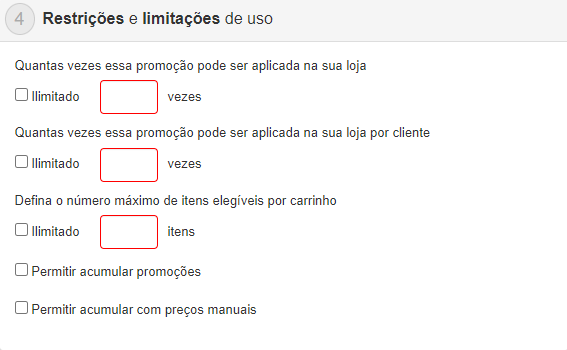 4 Restrições e limitações de uso
Quantas vezes essa promoção pode ser aplicada na sua loja
Ilimitado vezes
Quantas vezes essa promoção pode ser aplicada na sua loja por cliente
Ilimitado vezes
Defina o número máximo de itens elegíveis por carrinho
Ilimitado itens
Permitir acumular promoções
Permitir acumular com preços manuais